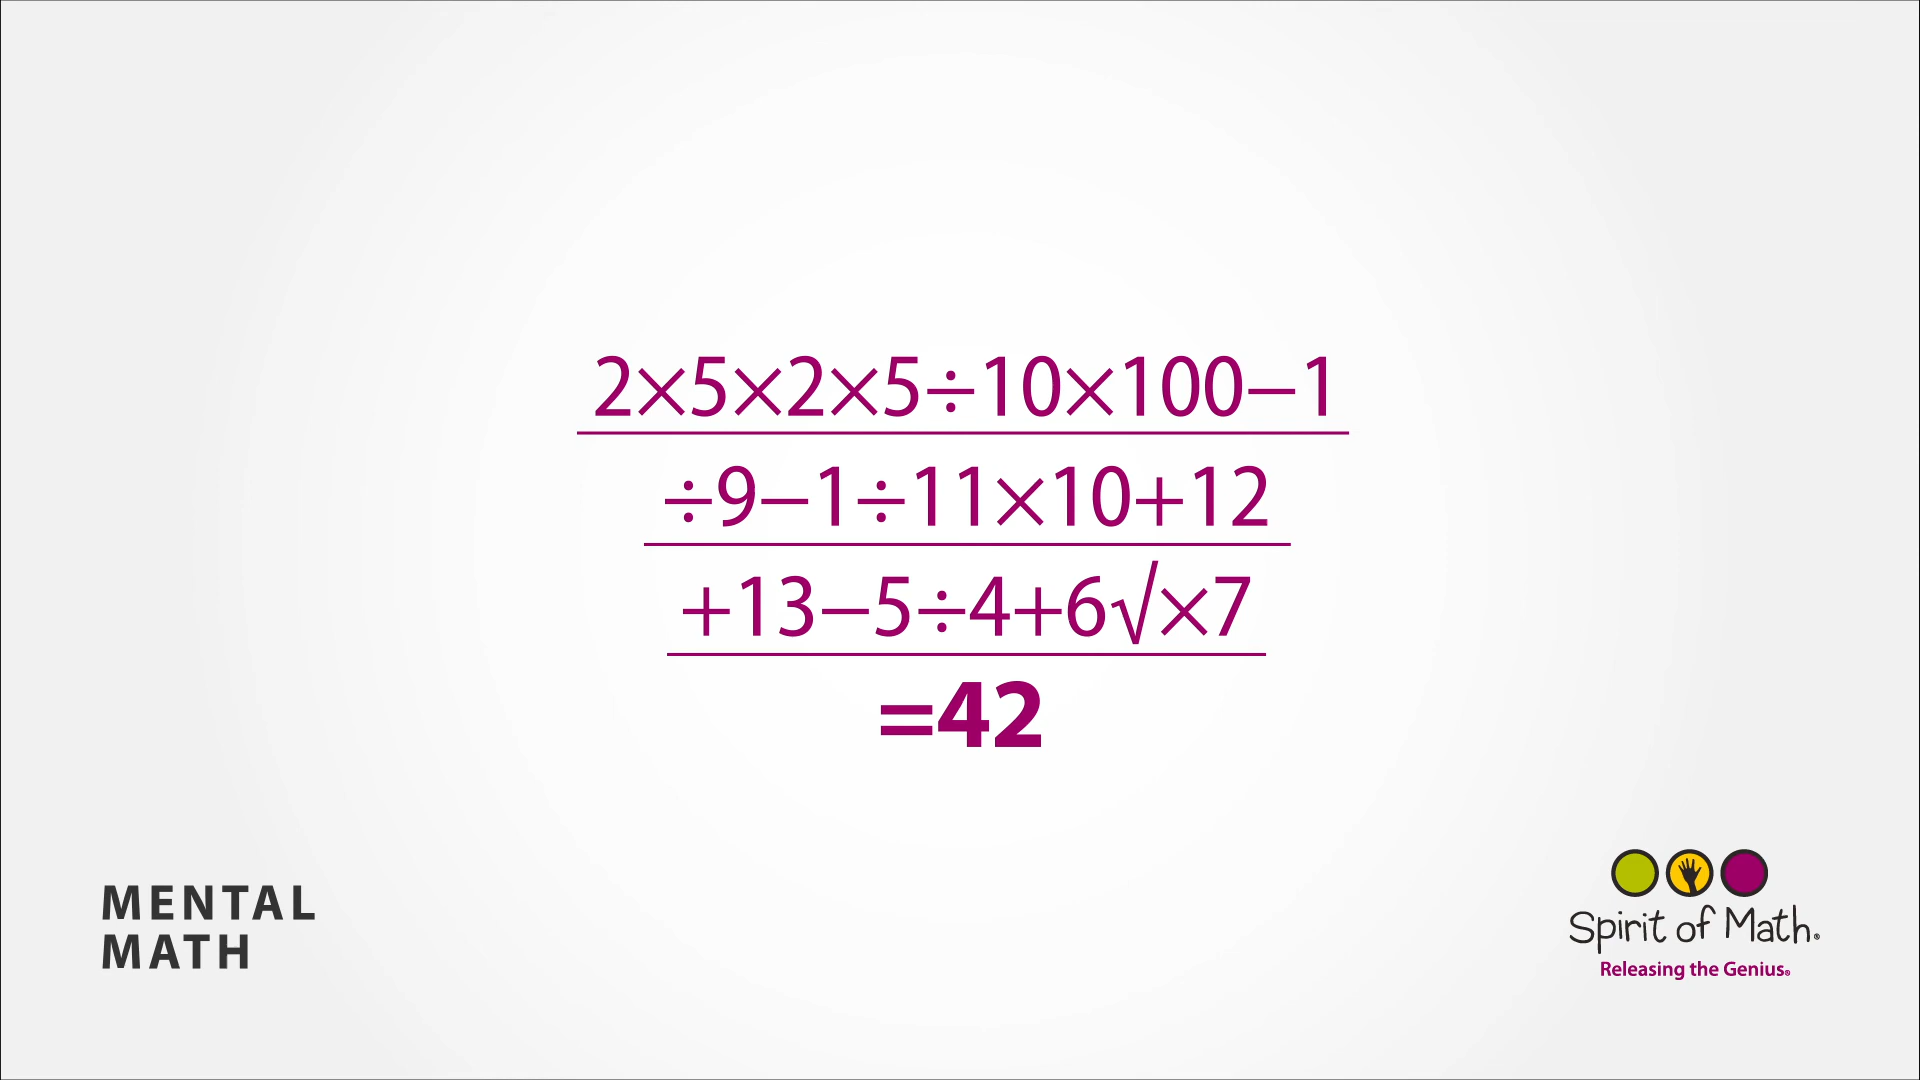 2×5×2×5÷10×100−1
÷9−1÷11×10+12
+13−5÷4+6√×7
=42
MENTAL
MATH
Spirit of Math®
Releasing the Genius®